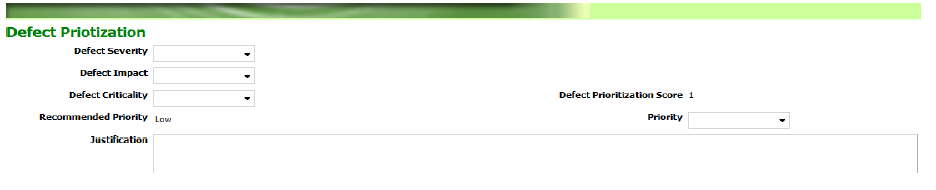 Defect Priotization
Defect Severity
Defect Impact
Defect Criticality
Defect Prioritization Score 1
Recommended Priority Low
Priority
Justification